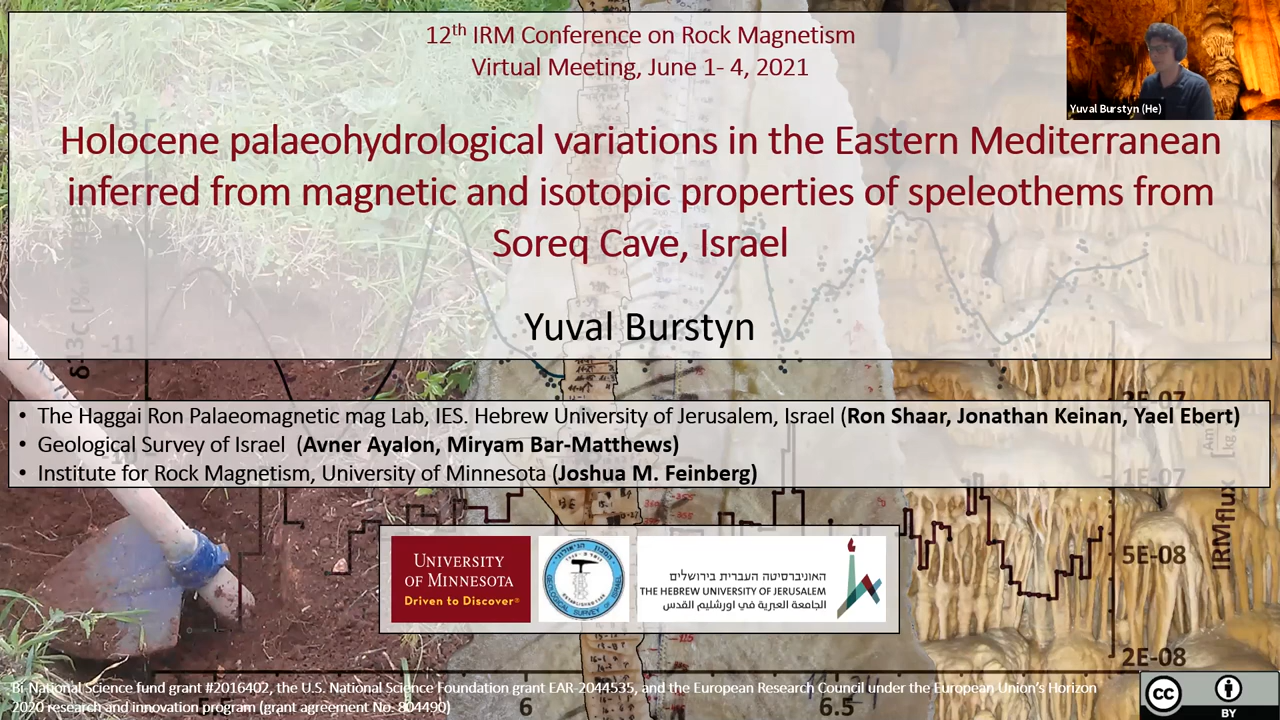 12th IRM Conference on Rock Magnetism
Virtual Meeting, June 1- 4, 2021
Yuval Burstyn (He)
Holocene palaeohydrological variations in the Eastern Mediterranean
inferred from magnetic and isotopic properties of speleothems from
Soreq Cave, Israel
Yuval Burstyn
-11
• The Haggai Ron Palaeomagnetic mag Lab, IES. Hebrew University of Jerusalem, Israel (Ron Shaar, Jonathan Keinan, Yael Ebert)
• Geological Survey of Israel (Avner Ayalon, Miryam Bar-Matthews)
• Institute for Rock Magnetism, University of Minnesota (Joshua M. Feinberg)
1E-07
IRMflux
5E-08
2E-08
UNIVERSITY
OF MINNESOTA
Driven to Discover®
GEOLOGICAL SURVEY OF ISRAEL
האוניברסיטה העברית בירושלים
THE HEBREW UNIVERSITY OF JERUSALEM
الجامعة العبرية في اورشليم القدس
Bi-National Science fund grant #2016402, the U.S. National Science Foundation grant EAR-2044535, and the European Research Council under the European Union's Horizon
2020 research and innovation program (grant agreement No. 804490)
6
6.5
CC
BY